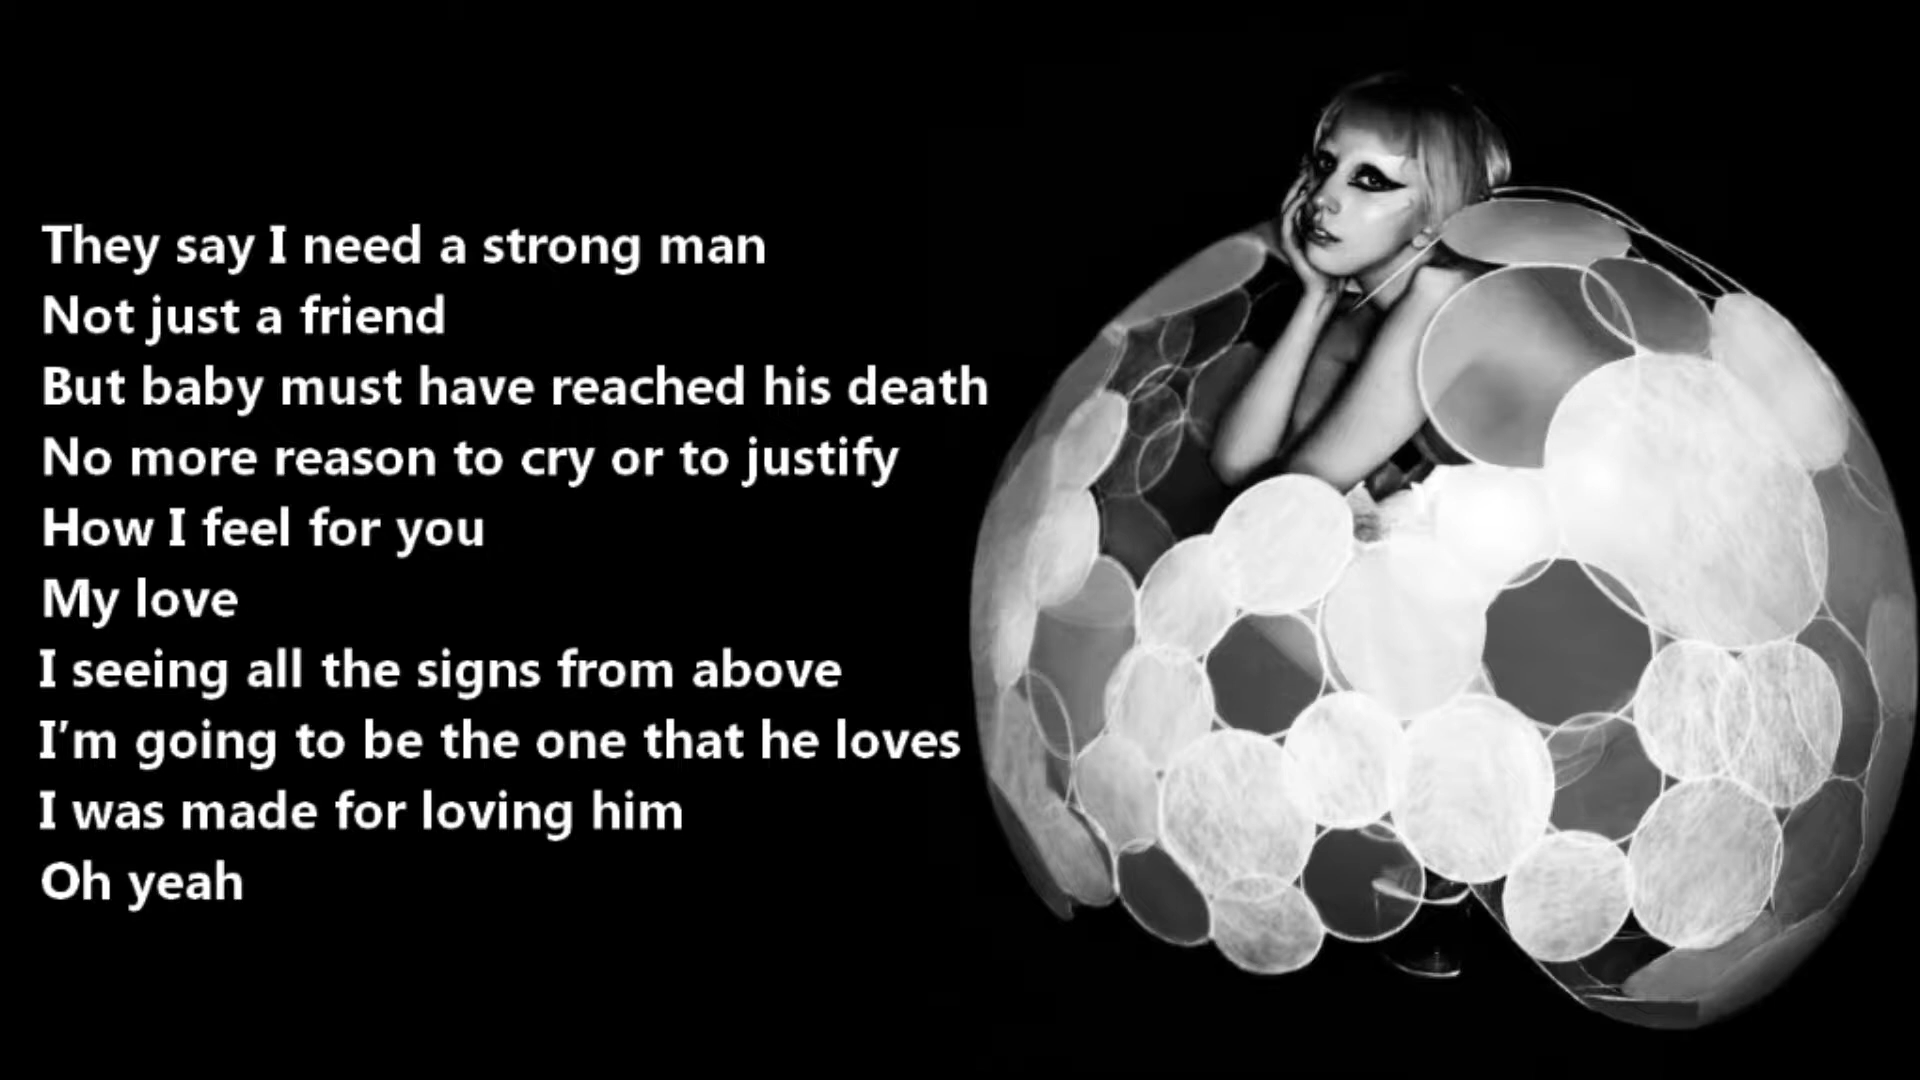 They say I need a strong man
Not just a friend
But baby must have reached his death
No more reason to cry or to justify
How I feel for you
My love
I seeing all the signs from above
I'm going to be the one that he loves
I was made for loving him
Oh yeah